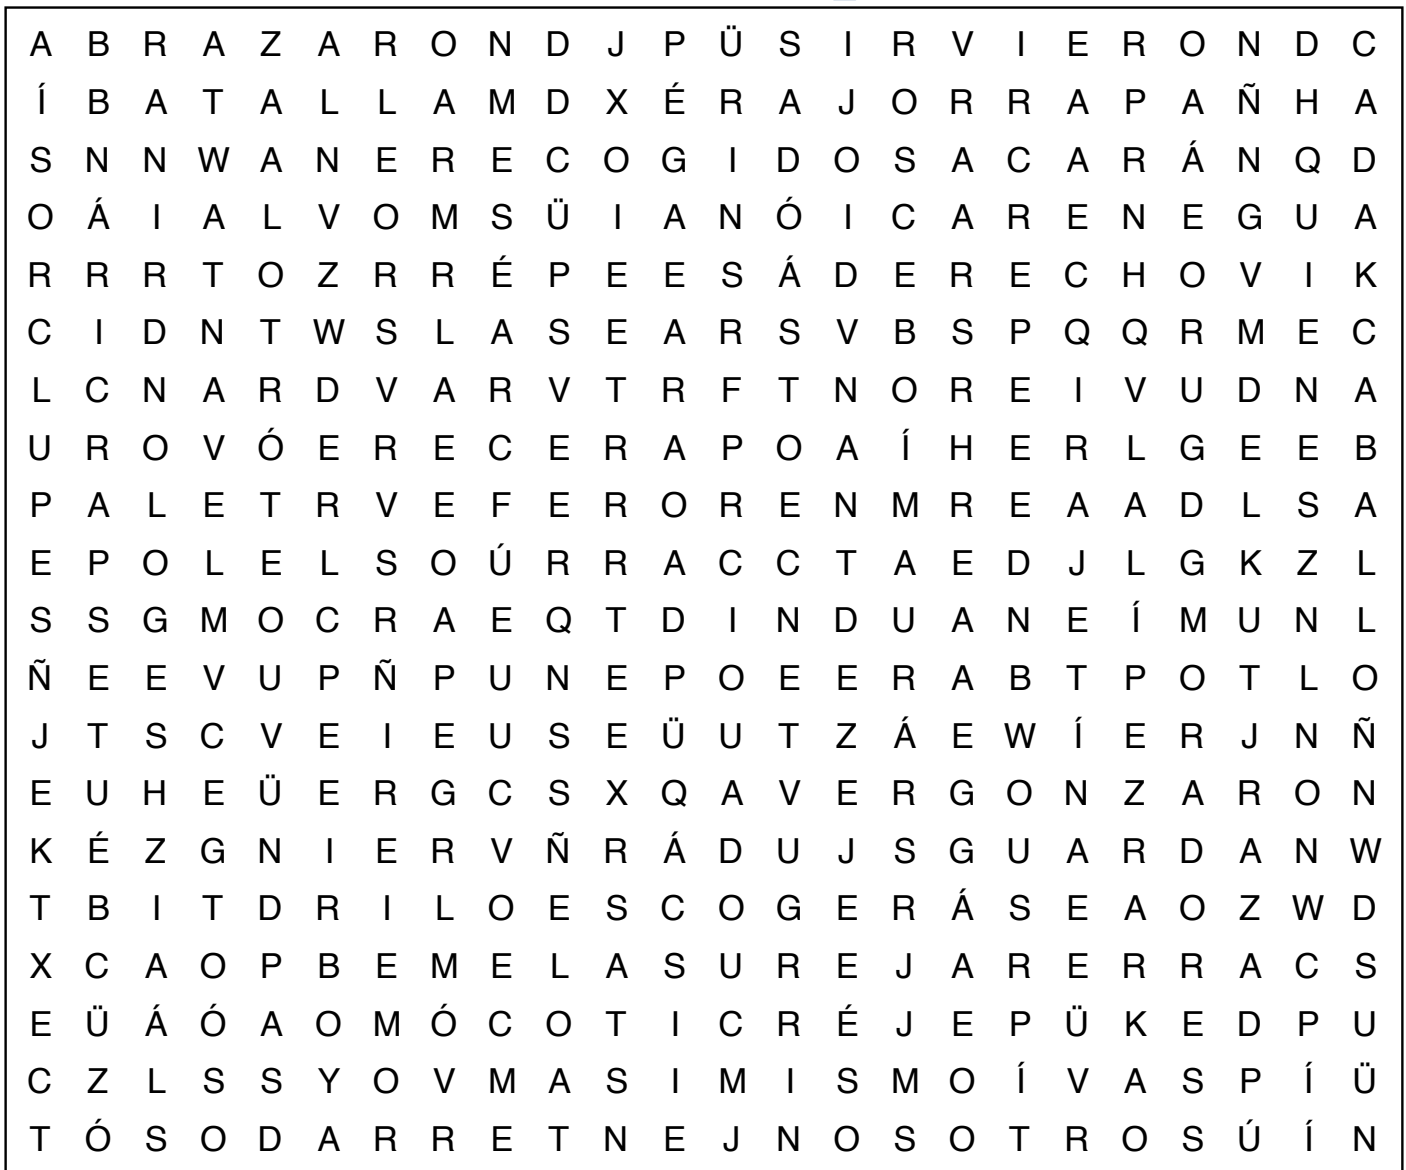 A B R A Z A R O N D J P Ü S I R V I E R O N D C
Í B A T A L L A M D X É R A J O R R A P A Ñ H A
S N N W A N E R E C O G I D O S A C A R Á N Q D
O Á I A L V O M S Ü I A N Ó I C A R E N E G U A
R R R T O Z R R É P E E S Á D E R E C H O V I K
C I D N T W S L A S E A R S V B S P Q Q R M E C
L C N A R D V A R V T R F T N O R E I V U D N A
U R O V Ó E R E C E R A P O A Í H E R L G E E B
P A L E T R V E F E R O R E N M R E A A D L S A
E P O L E L S O Ú R R A C C T A E D J L G K Z L
S S G M O C R A E Q T D I N D U A N E Í M U N L
Ñ E E V U P Ñ P U N E P O E E R A B T P O T L O
J T S C V E I E U S E Ü U T Z Á E W Í E R J N Ñ
E U H E Ü E R G C S X Q A V E R G O N Z A R O N
K É Z G N I E R V Ñ R Á D U J S G U A R D A N W
T B I T D R I L O E S C O G E R Á S E A O Z W D
X C A O P B E M E L A S U R E J A R E R R A C S
E Ü Á Ó A O M Ó C O T I C R É J E P Ü K E D P U
C Z L S S Y O V M A S I M I S M O Í V A S P Í Ü
T Ó S O D A R R E T N E J N O S O T R O S Ú Í N